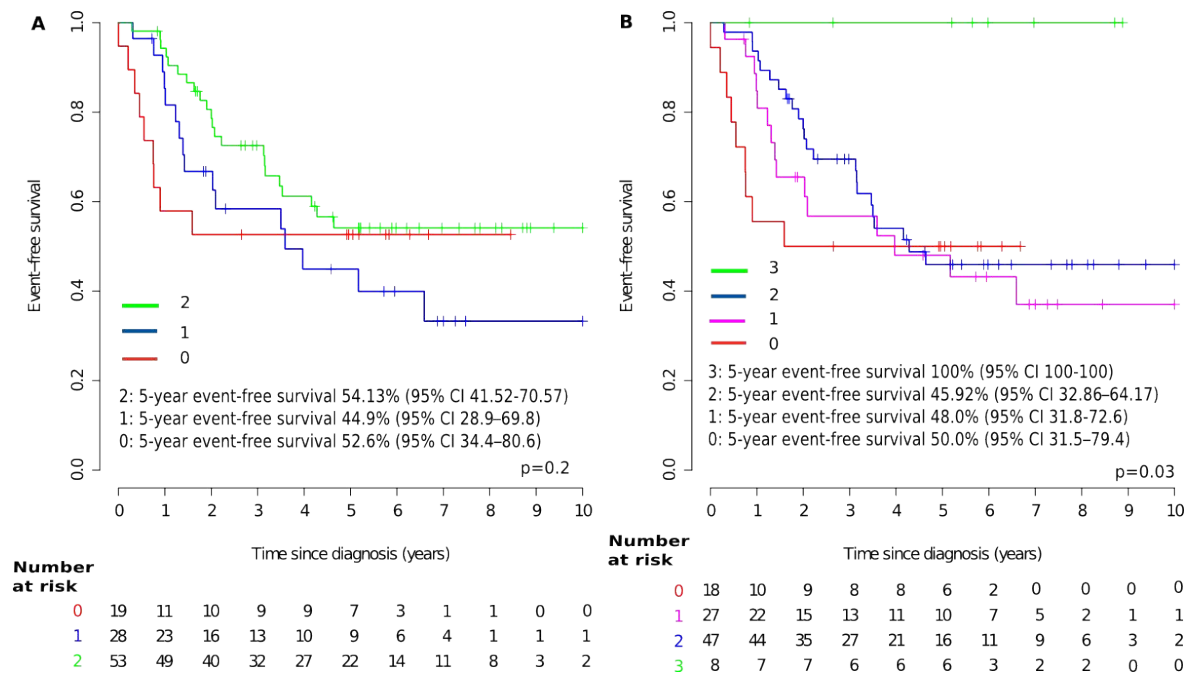 A
Event–free survival
1.0
0.8
0.6
0.4
0.2
0.0
2
1
0
2: 5-year event-free survival 54.13% (95% CI 41.52-70.57)
1: 5-year event-free survival 44.9% (95% CI 28.9–69.8)
0: 5-year event-free survival 52.6% (95% CI 34.4–80.6)
p=0.2
0 1 2 3 4 5 6 7 8 9 10
Time since diagnosis (years)
Number
at risk
0 19 11 10 9 9 7 3 1 1 0 0
1 28 23 16 13 10 9 6 4 1 1 1
2 53 49 40 32 27 22 14 11 8 3 2
B
Event–free survival
1.0
0.8
0.6
0.4
0.2
0.0
3
2
1
0
3: 5-year event-free survival 100% (95% CI 100-100)
2: 5-year event-free survival 45.92% (95% CI 32.86-64.17)
1: 5-year event-free survival 48.0% (95% CI 31.8-72.6)
0: 5-year event-free survival 50.0% (95% CI 31.5–79.4)
p=0.03
0 1 2 3 4 5 6 7 8 9 10
Time since diagnosis (years)
Number
at risk
0 18 10 9 8 8 6 2 0 0 0 0
1 27 22 15 13 11 10 7 5 2 1 1
2 47 44 35 27 21 16 11 9 6 3 2
3 8 7 7 6 6 6 3 2 2 0 0